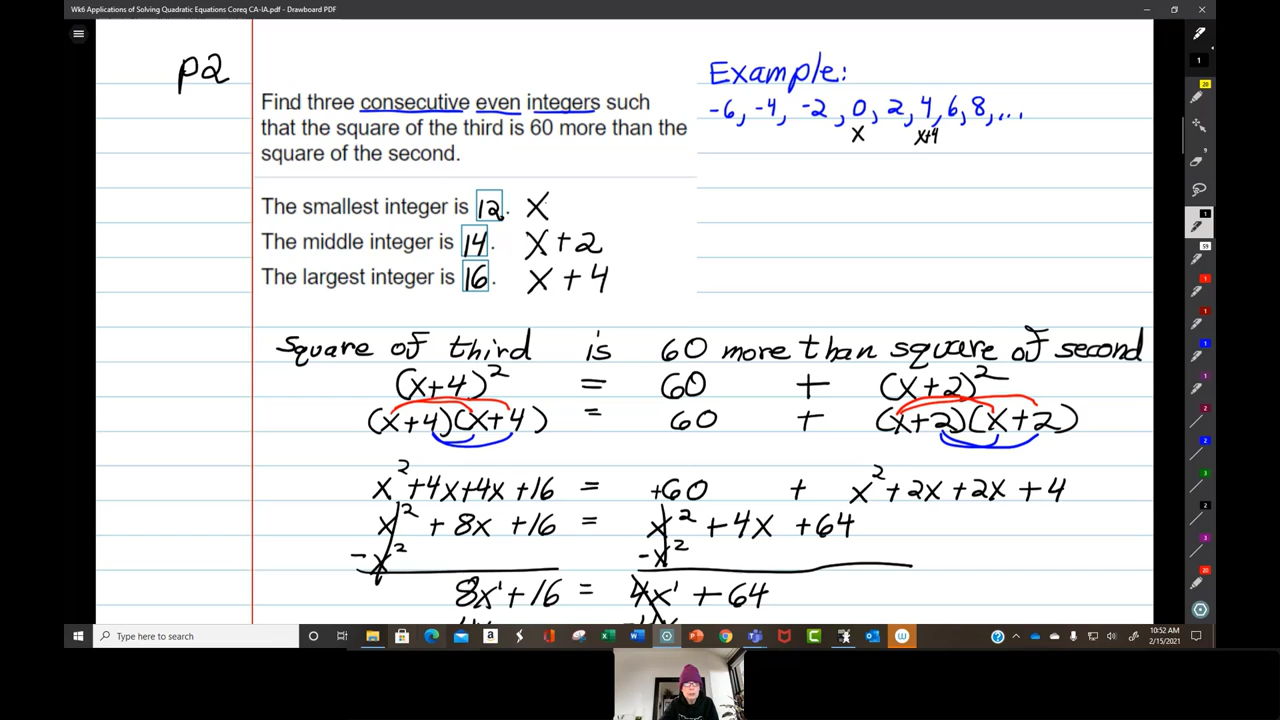 Wk6 Applications of Solving Quadratic Equations Coreq CA-IA.pdf - Drawboard PDF
p2
Example:
-6, -4, -2, 0, 2, 4, 6, 8, ...
x x+4
Find three consecutive even integers such
that the square of the third is 60 more than the
square of the second.
The smallest integer is 12. x
The middle integer is 14. x+2
The largest integer is 16. x+4
square of third is 60 more than square of second
(x+4)² = 60 + (x+2)²
(x+4)(x+4) = 60 + (x+2)(x+2)
x²+4x+4x+16 = +60 + x²+2x+2x+4
x²+8x+16 = x²+4x+64
-x² -x²
8x¹+16 = 4x¹+64
Type here to search
10:52 AM
2/15/2021